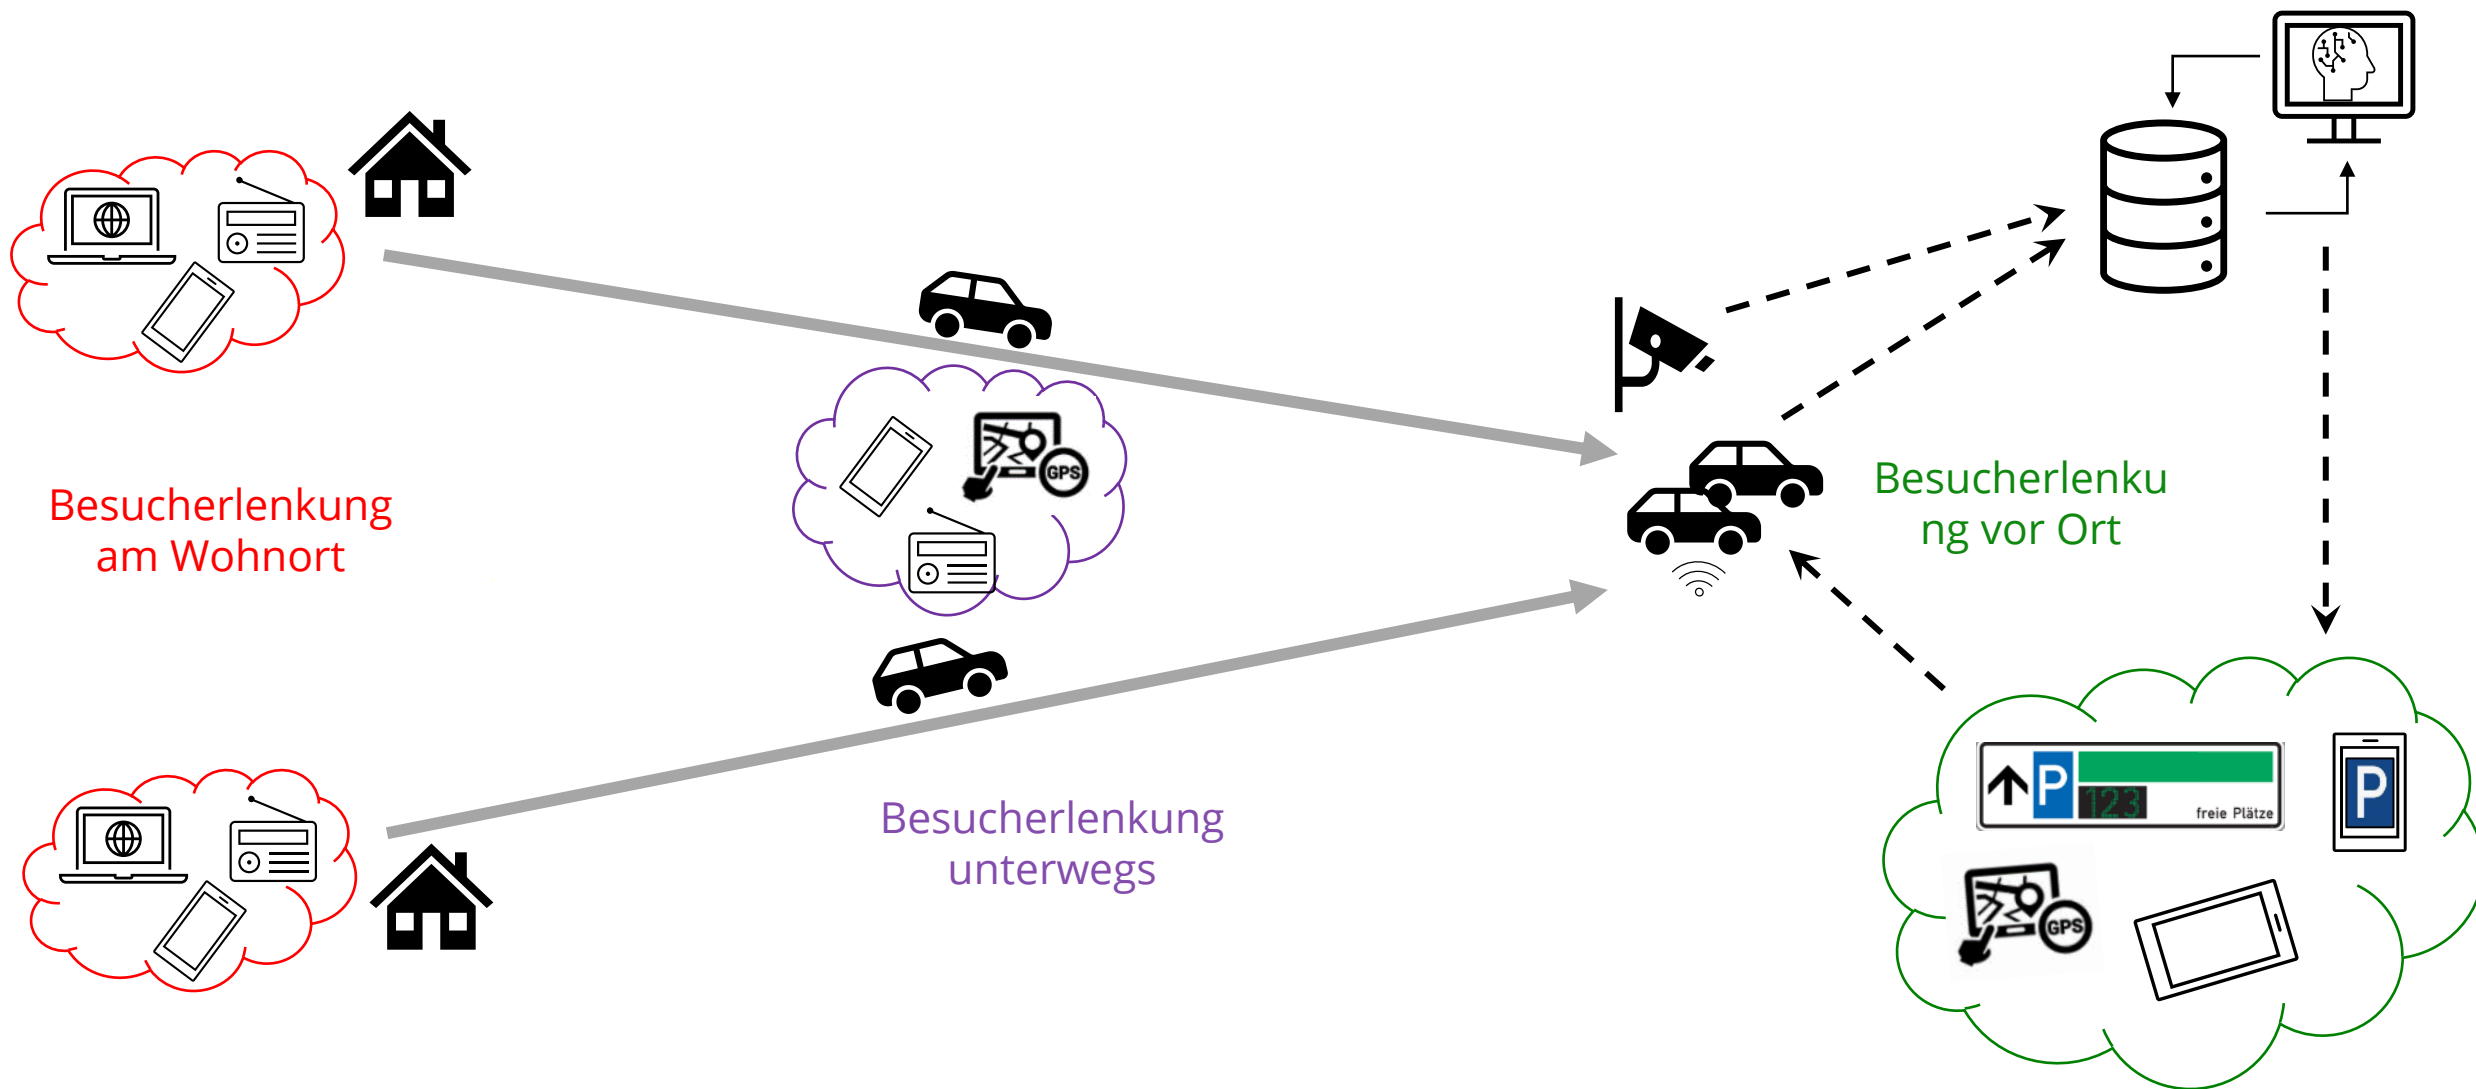 Besucherlenkung
am Wohnort
GPS
Besucherlenku
ng vor Ort
Besucherlenkung
unterwegs
P
123
freie Plätze
P
GPS